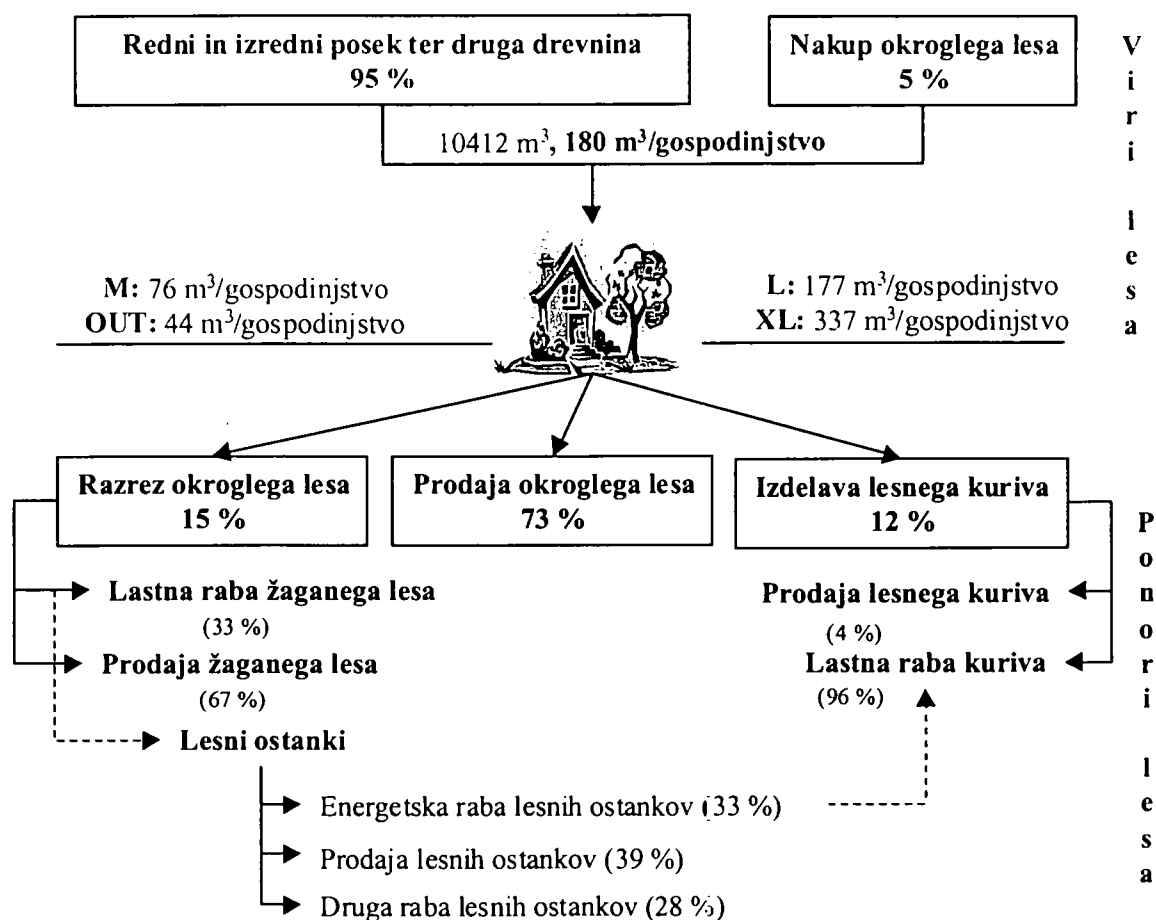 Redni in izredni posek ter druga drevnina
95 %
Nakup okroglega lesa
5 %
Viri lesa
10412 m³, 180 m³/gospodinjstvo
M: 76 m³/gospodinjstvo
OUT: 44 m³/gospodinjstvo
L: 177 m³/gospodinjstvo
XL: 337 m³/gospodinjstvo
Razrez okroglega lesa
15 %
Prodaja okroglega lesa
73 %
Izdelava lesnega kuriva
12 %
Ponori lesa
Lastna raba žaganega lesa
(33 %)
Prodaja žaganega lesa
(67 %)
Prodaja lesnega kuriva
(4 %)
Lastna raba kuriva
(96 %)
Lesni ostanki
Energetska raba lesnih ostankov (33 %)
Prodaja lesnih ostankov (39 %)
Druga raba lesnih ostankov (28 %)